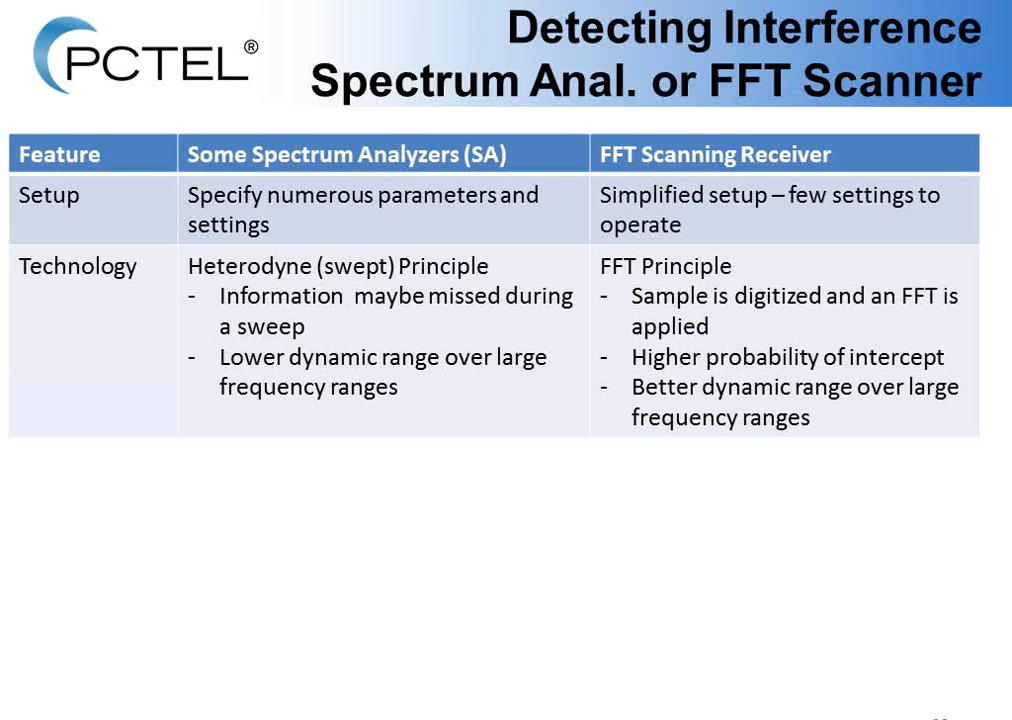 PCTEL®
Detecting Interference
Spectrum Anal. or FFT Scanner
Feature
Some Spectrum Analyzers (SA)
FFT Scanning Receiver
Setup
Specify numerous parameters and
settings
Simplified setup – few settings to
operate
Technology
Heterodyne (swept) Principle
- Information maybe missed during
a sweep
- Lower dynamic range over large
frequency ranges
FFT Principle
- Sample is digitized and an FFT is
applied
- Higher probability of intercept
- Better dynamic range over large
frequency ranges